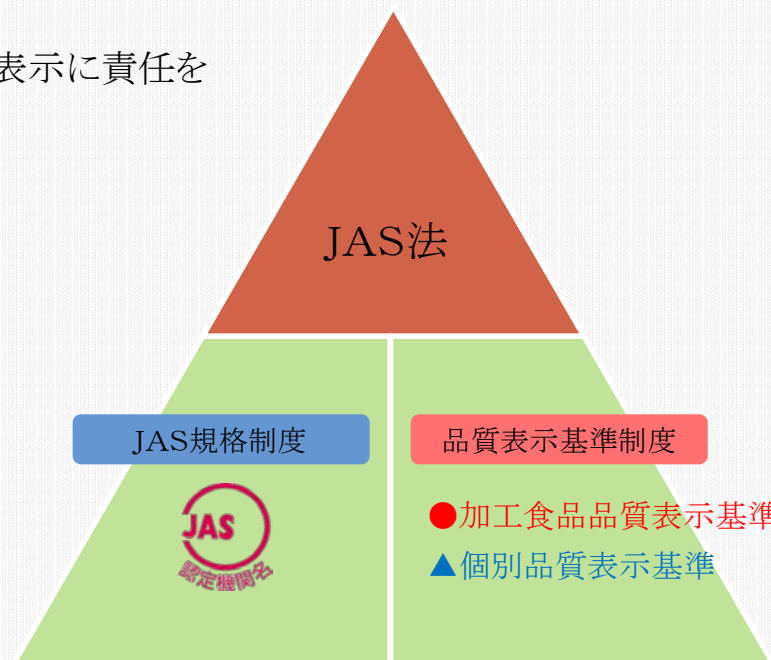 表示に責任を
JAS法
JAS規格制度
品質表示基準制度
JAS
認定機関名
●加工食品品質表示基準
▲個別品質表示基準